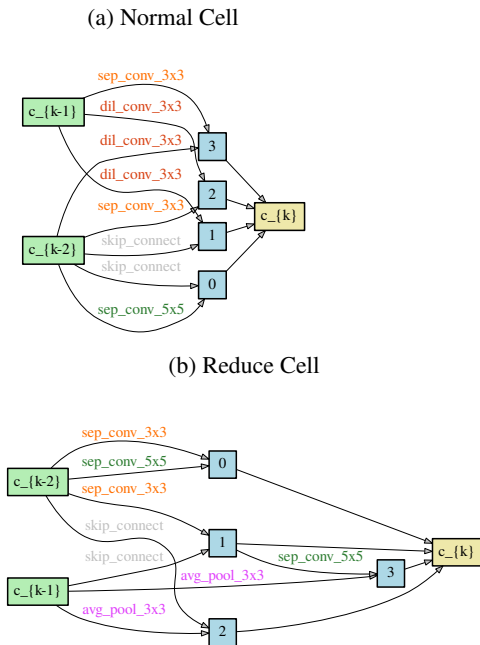 (a) Normal Cell
sep_conv_3x3
c_{k-1}
dil_conv_3x3
dil_conv_3x3
3
dil_conv_3x3
2
sep_conv_3x3
c_{k}
skip_connect
1
c_{k-2}
skip_connect
0
sep_conv_5x5
(b) Reduce Cell
sep_conv_3x3
sep_conv_5x5
0
c_{k-2}
sep_conv_3x3
skip_connect
1
skip_connect
sep_conv_5x5
c_{k}
avg_pool_3x3
3
c_{k-1}
avg_pool_3x3
2